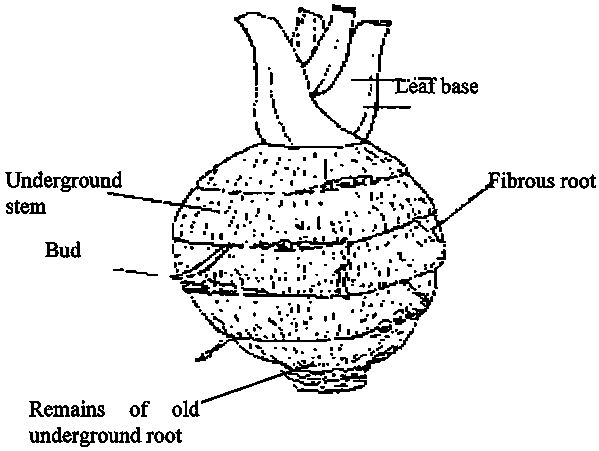 Leaf base
Underground
stem
Fibrous root
Bud
Remains of old
underground root